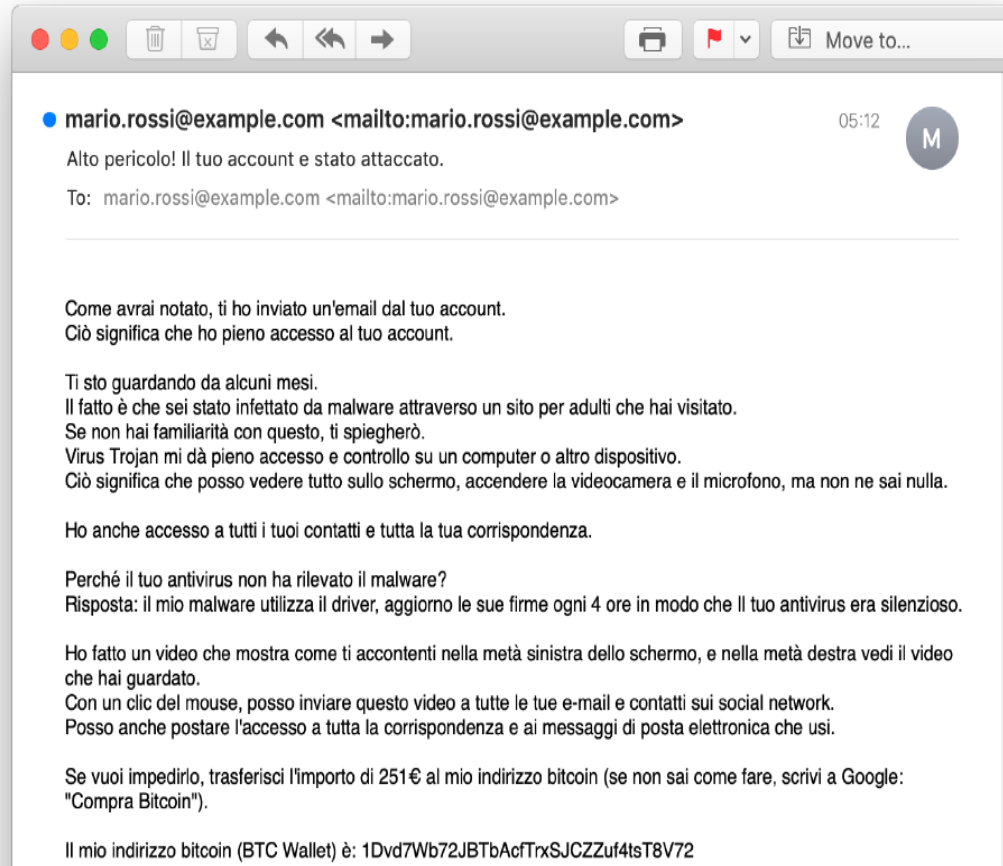 Move to...
mario.rossi@example.com <mailto:mario.rossi@example.com>
05:12
M
Alto pericolo! Il tuo account e stato attaccato.
To: mario.rossi@example.com <mailto:mario.rossi@example.com>
Come avrai notato, ti ho inviato un'email dal tuo account.
Ciò significa che ho pieno accesso al tuo account.
Ti sto guardando da alcuni mesi.
Il fatto è che sei stato infettato da malware attraverso un sito per adulti che hai visitato.
Se non hai familiarità con questo, ti spiegherò.
Virus Trojan mi dà pieno accesso e controllo su un computer o altro dispositivo.
Ciò significa che posso vedere tutto sullo schermo, accendere la videocamera e il microfono, ma non ne sai nulla.
Ho anche accesso a tutti i tuoi contatti e tutta la tua corrispondenza.
Perché il tuo antivirus non ha rilevato il malware?
Risposta: il mio malware utilizza il driver, aggiorno le sue firme ogni 4 ore in modo che Il tuo antivirus era silenzioso.
Ho fatto un video che mostra come ti accontenti nella metà sinistra dello schermo, e nella metà destra vedi il video
che hai guardato.
Con un clic del mouse, posso inviare questo video a tutte le tue e-mail e contatti sui social network.
Posso anche postare l'accesso a tutta la corrispondenza e ai messaggi di posta elettronica che usi.
Se vuoi impedirlo, trasferisci l'importo di 251€ al mio indirizzo bitcoin (se non sai come fare, scrivi a Google:
"Compra Bitcoin").
Il mio indirizzo bitcoin (BTC Wallet) è: 1Dvd7Wb72JBTbAcfTrxSJCZZuf4tsT8V72